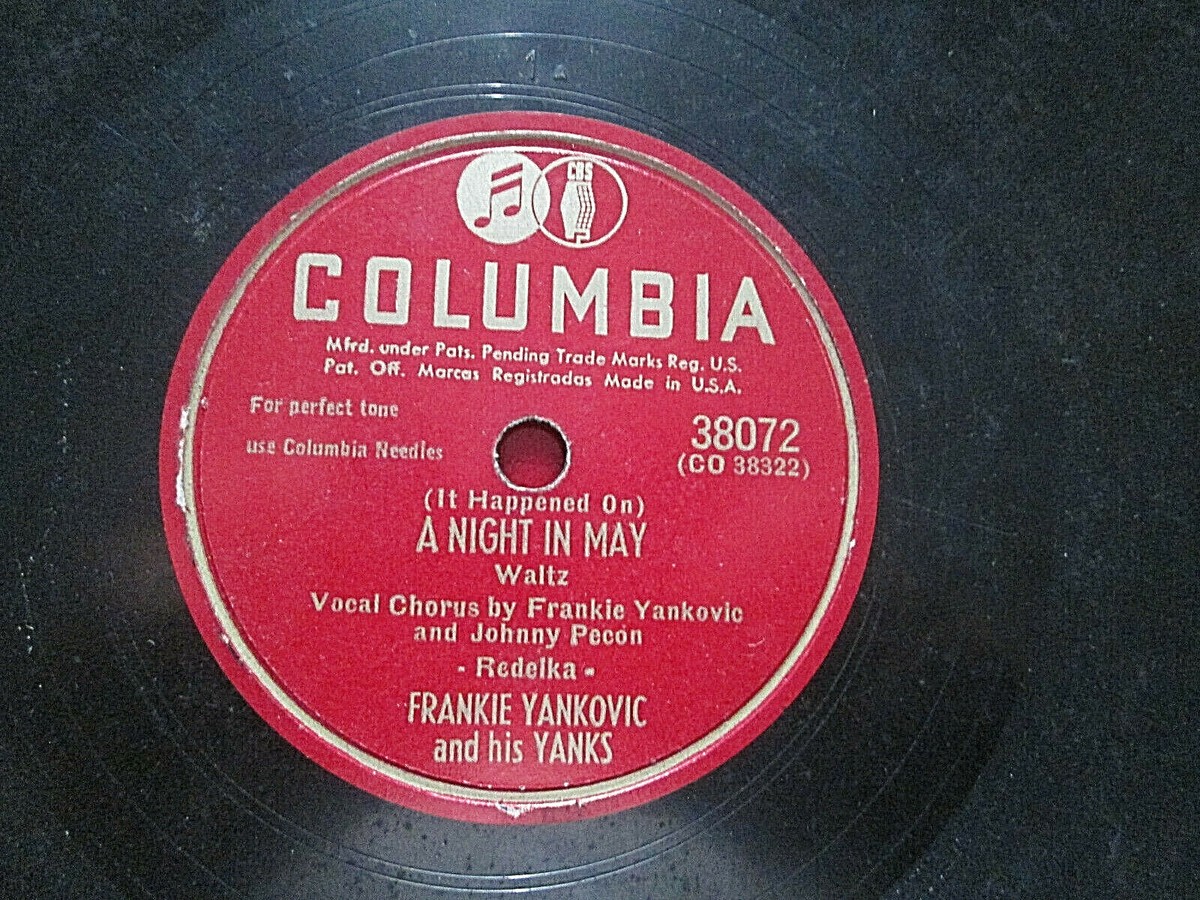 1
CBS
COLUMBIA
Mfrd. under Pats. Pending Trade Marks Reg. U.S.
Pat. Off. Marcas Registradas Made in U.S.A.
For perfect tone
use Columbia Needles
38072
(CO 38322)
(It Happened On)
A NIGHT IN MAY
Waltz
Vocal Chorus by Frankie Yankovic
and Johnny Pecon
- Redelka -
FRANKIE YANKOVIC
and his YANKS